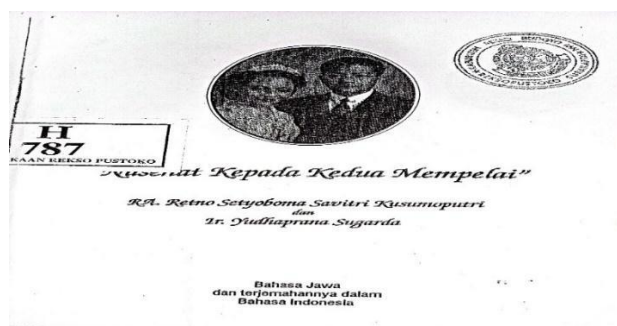 H
787
KAAN REKSO PUSTOKO
Kepada Kedua Mempelai"
RA. Retno Setyoboma Savitri Kusumoputri
dan
Ir. Yudhaprana Sugarda
Bahasa Jawa
dan terjemahannya dalam
Bahasa Indonesia